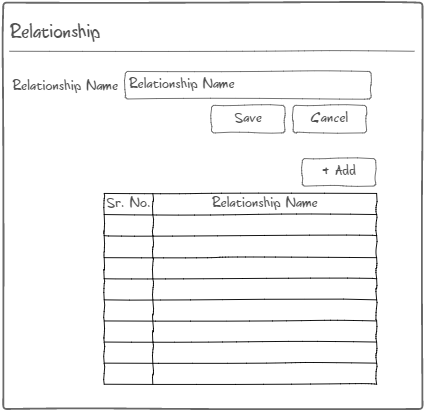 Relationship
Relationship Name Relationship Name
Save Cancel
+ Add
Sr. No. Relationship Name